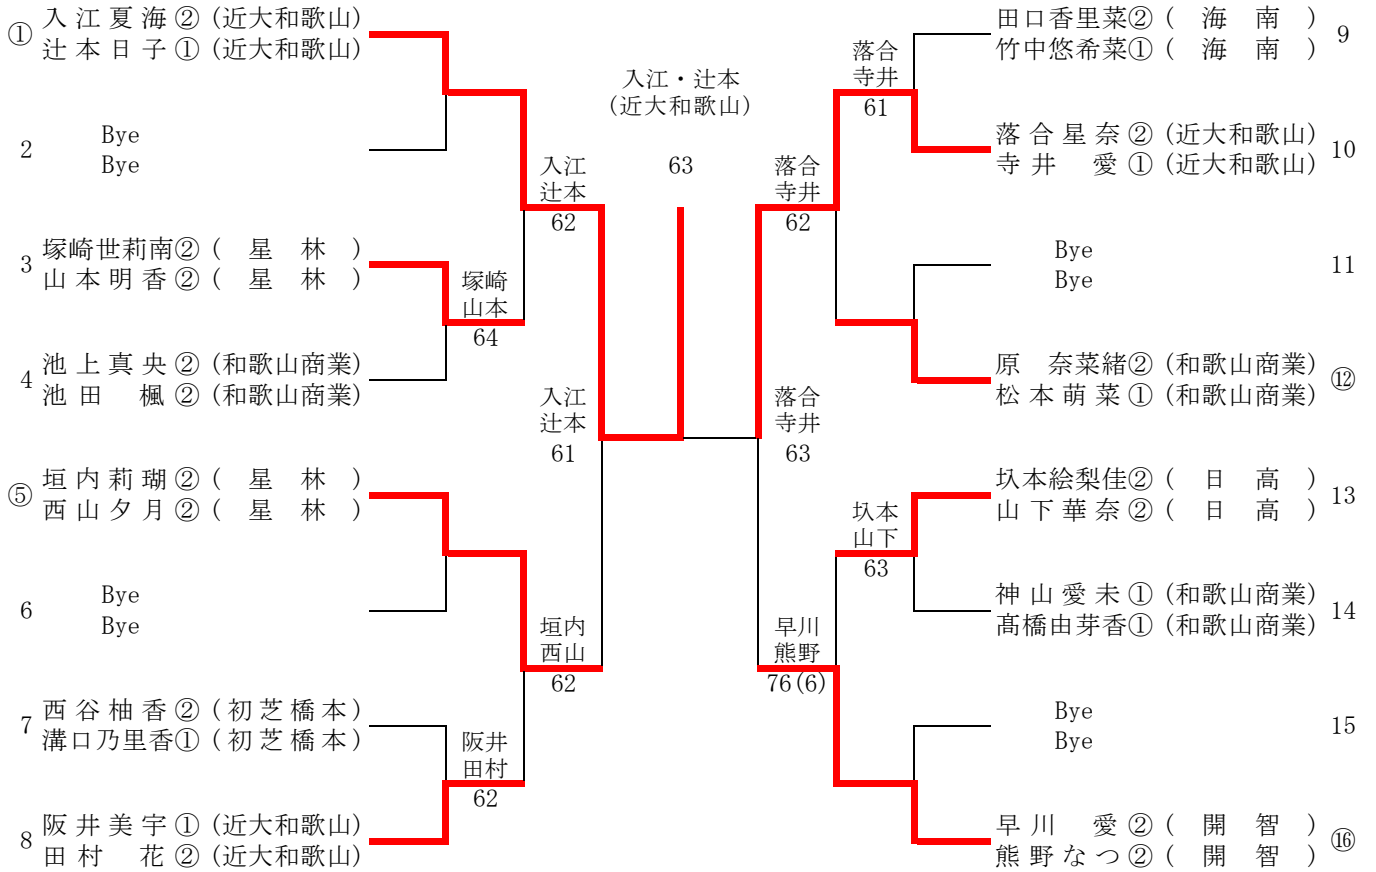 ① 入江夏海② (近大和歌山)
辻本日子① (近大和歌山)
2 Bye
Bye
3 塚崎世莉南② ( 星 林 )
山本明香② ( 星 林 )
4 池上真央② (和歌山商業)
池田 楓② (和歌山商業)
⑤ 垣内莉瑚② ( 星 林 )
西山夕月② ( 星 林 )
6 Bye
Bye
7 西谷柚香② (初芝橋本)
溝口乃里香① (初芝橋本)
8 阪井美宇① (近大和歌山)
田村 花② (近大和歌山)
塚崎
山本
64
阪井
田村
62
入江
辻本
62
垣内
西山
62
入江
辻本
61
入江・辻本
(近大和歌山)
63
落合
寺井
63
落合
寺井
62
早川
熊野
76(6)
落合
寺井
61
圦本
山下
63
田口香里菜② ( 海 南 ) 9
竹中悠希菜① ( 海 南 )
落合星奈② (近大和歌山) 10
寺井 愛① (近大和歌山)
Bye 11
Bye
原 奈菜緒② (和歌山商業) ⑫
松本萌菜① (和歌山商業)
圦本絵梨佳② ( 日 高 ) 13
山下華奈② ( 日 高 )
神山愛未① (和歌山商業) 14
髙橋由芽香① (和歌山商業)
Bye 15
Bye
早川 愛② ( 開 智 ) ⑯
熊野なつ② ( 開 智 )